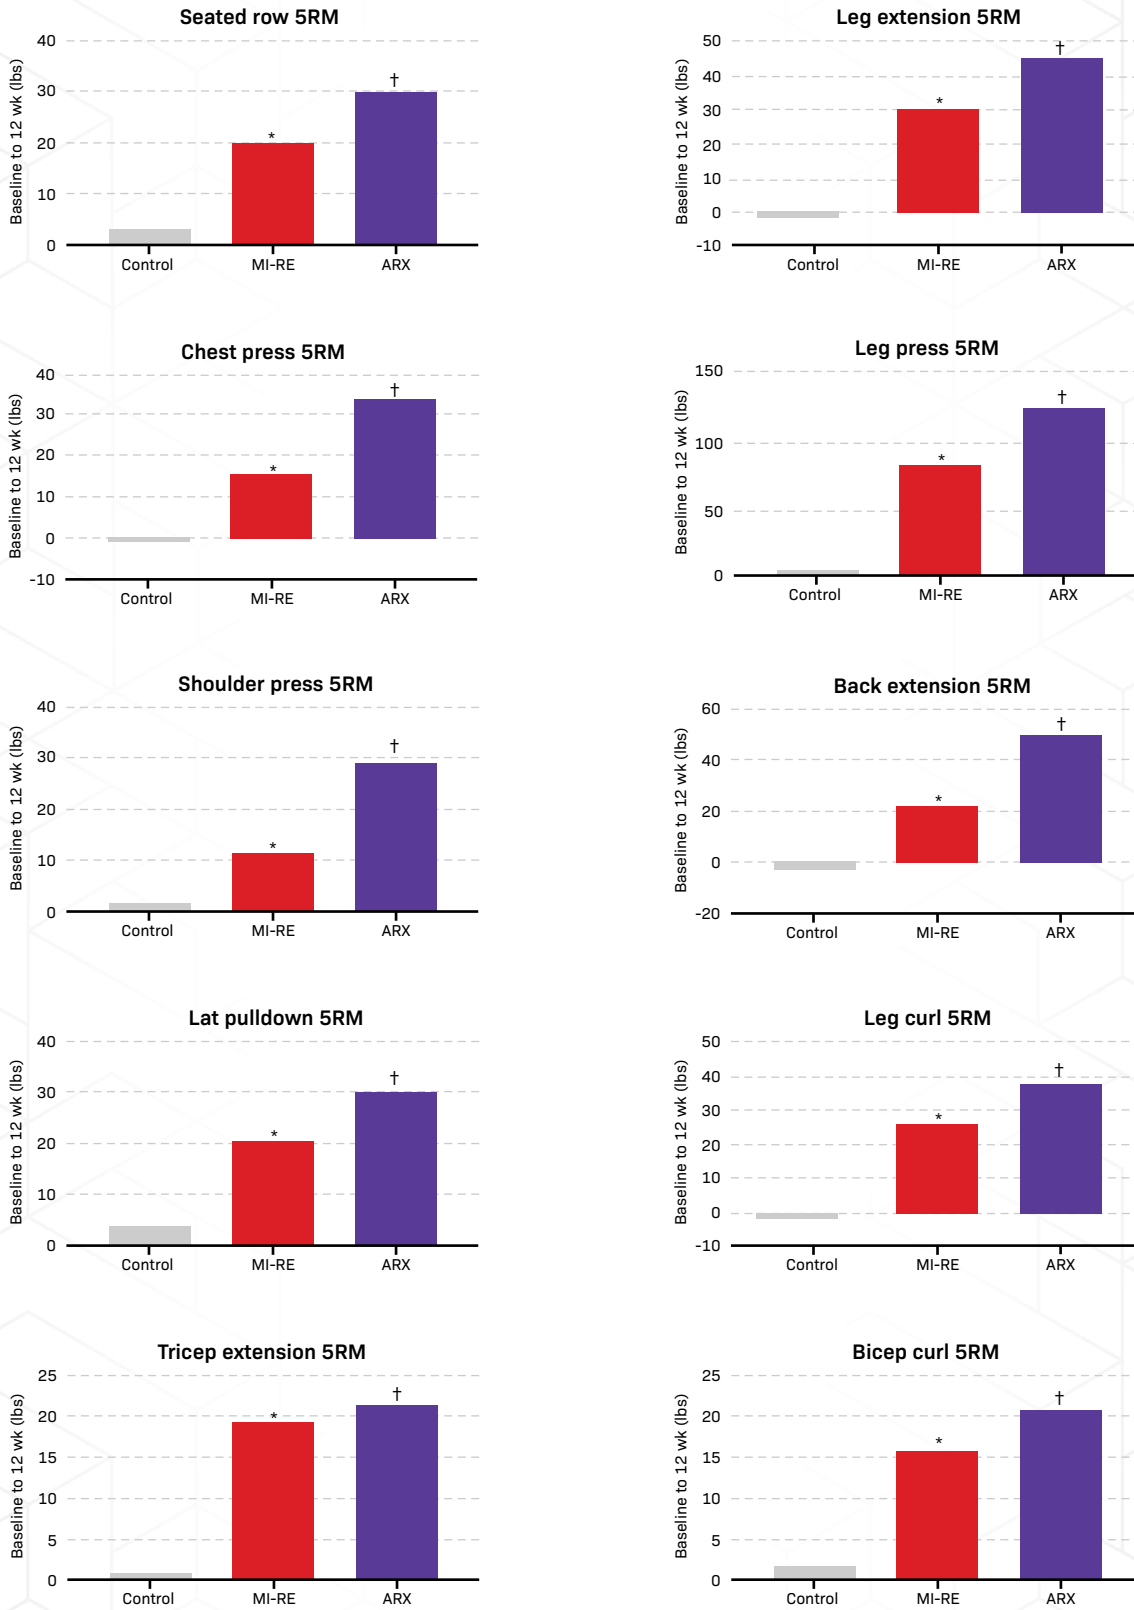 Seated row 5RM
Baseline to 12 wk (lbs)
40
30
20
10
0
*
†
Control MI-RE ARX
Leg extension 5RM
Baseline to 12 wk (lbs)
50
40
30
20
10
0
-10
*
†
Control MI-RE ARX
Chest press 5RM
Baseline to 12 wk (lbs)
40
30
20
10
0
-10
*
†
Control MI-RE ARX
Leg press 5RM
Baseline to 12 wk (lbs)
150
100
50
0
*
†
Control MI-RE ARX
Shoulder press 5RM
Baseline to 12 wk (lbs)
40
30
20
10
0
*
†
Control MI-RE ARX
Back extension 5RM
Baseline to 12 wk (lbs)
60
40
20
0
-20
*
†
Control MI-RE ARX
Lat pulldown 5RM
Baseline to 12 wk (lbs)
40
30
20
10
0
*
†
Control MI-RE ARX
Leg curl 5RM
Baseline to 12 wk (lbs)
50
40
30
20
10
0
-10
*
†
Control MI-RE ARX
Tricep extension 5RM
Baseline to 12 wk (lbs)
25
20
15
10
5
0
*
†
Control MI-RE ARX
Bicep curl 5RM
Baseline to 12 wk (lbs)
25
20
15
10
5
0
*
†
Control MI-RE ARX